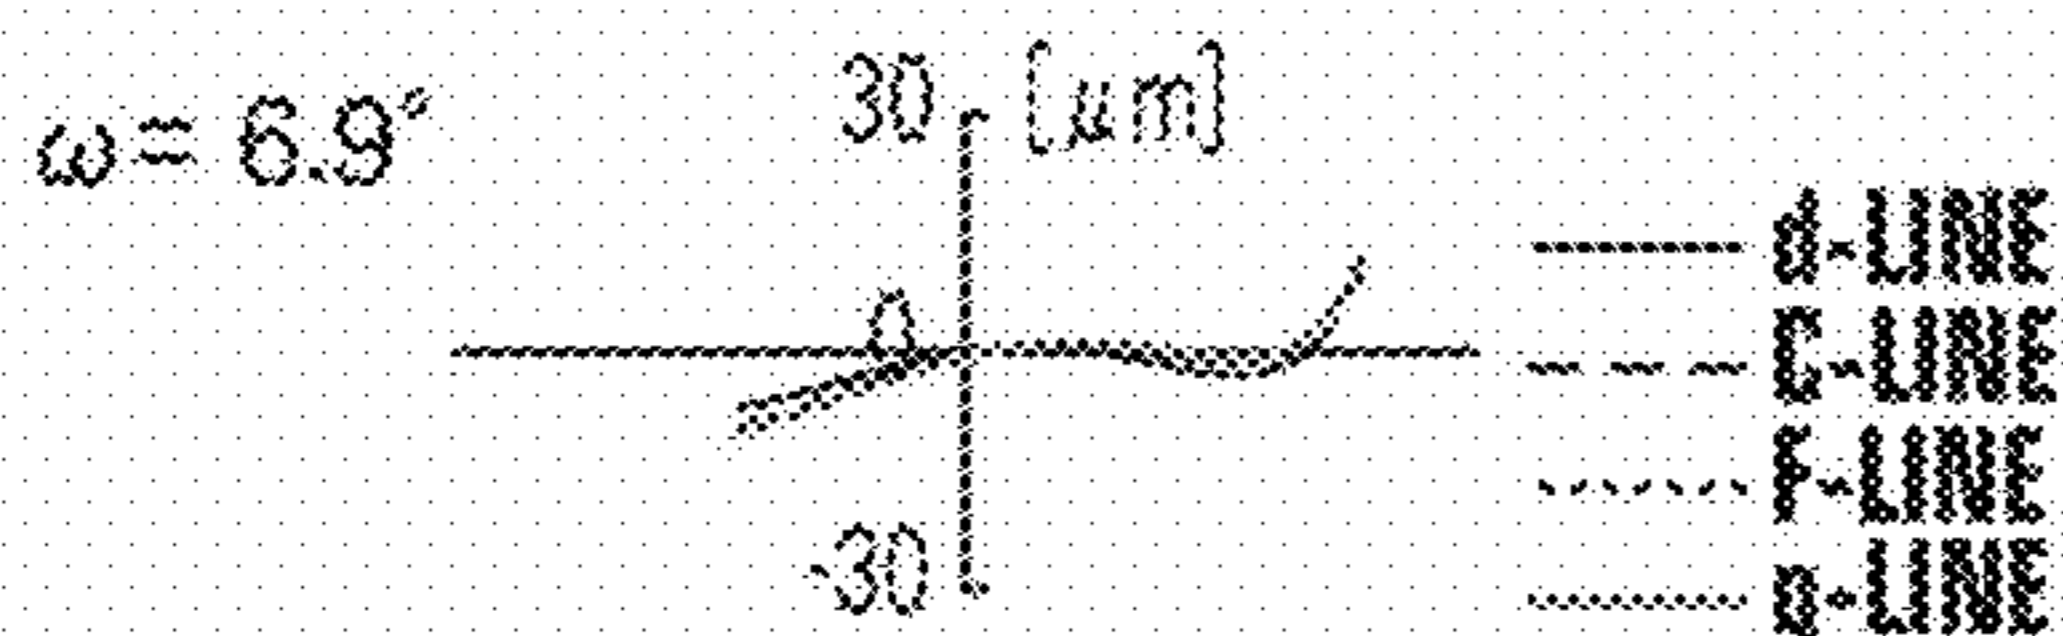 ω= 6.9°
30 [μm]
0
-30
d-LINE
C-LINE
F-LINE
g-LINE